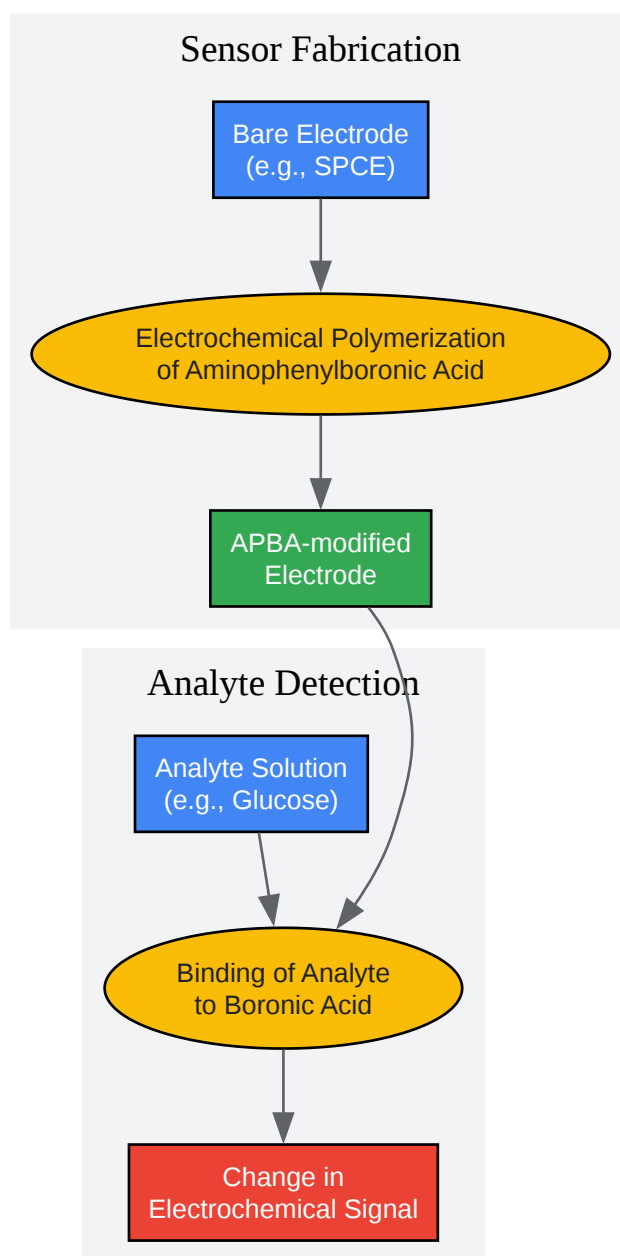 Sensor Fabrication
Bare Electrode
(e.g., SPCE)
Electrochemical Polymerization
of Aminophenylboronic Acid
APBA-modified
Electrode
Analyte Detection
Analyte Solution
(e.g., Glucose)
Binding of Analyte
to Boronic Acid
Change in
Electrochemical Signal